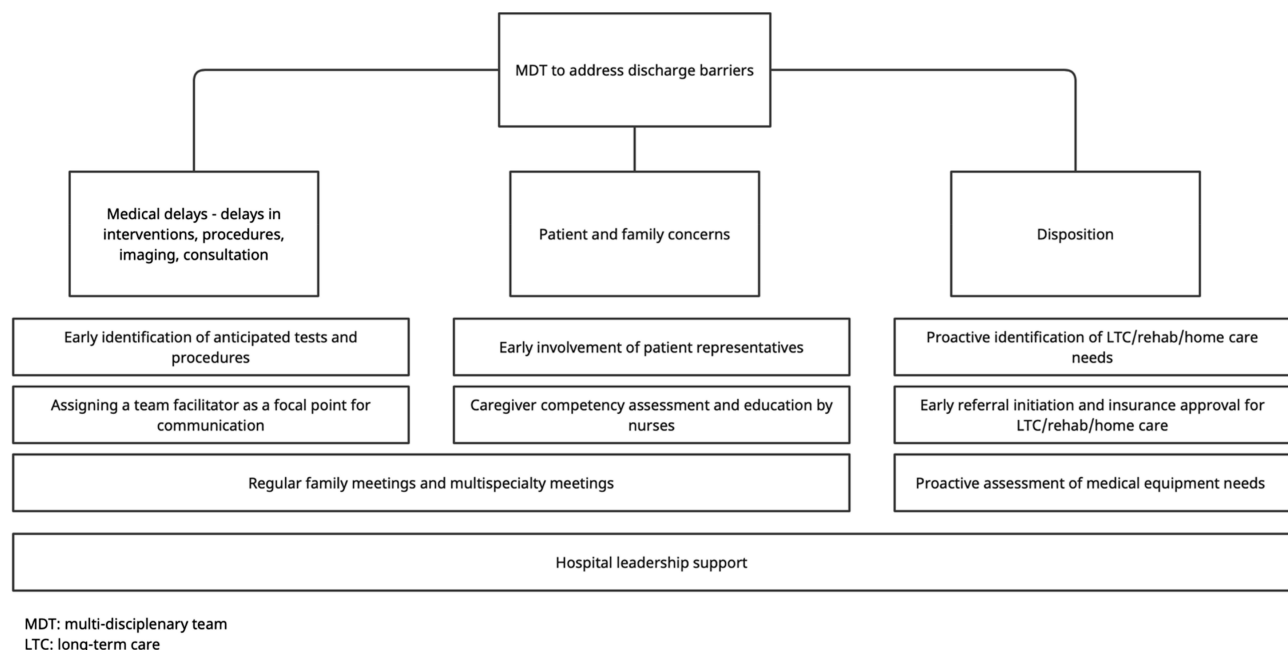 MDT to address discharge barriers
Medical delays - delays in
interventions, procedures,
imaging, consultation
Patient and family concerns
Disposition
Early identification of anticipated tests and
procedures
Early involvement of patient representatives
Proactive identification of LTC/rehab/home care
needs
Assigning a team facilitator as a focal point for
communication
Caregiver competency assessment and education by
nurses
Early referral initiation and insurance approval for
LTC/rehab/home care
Regular family meetings and multispecialty meetings
Proactive assessment of medical equipment needs
Hospital leadership support
MDT: multi-disciplenary team
LTC: long-term care